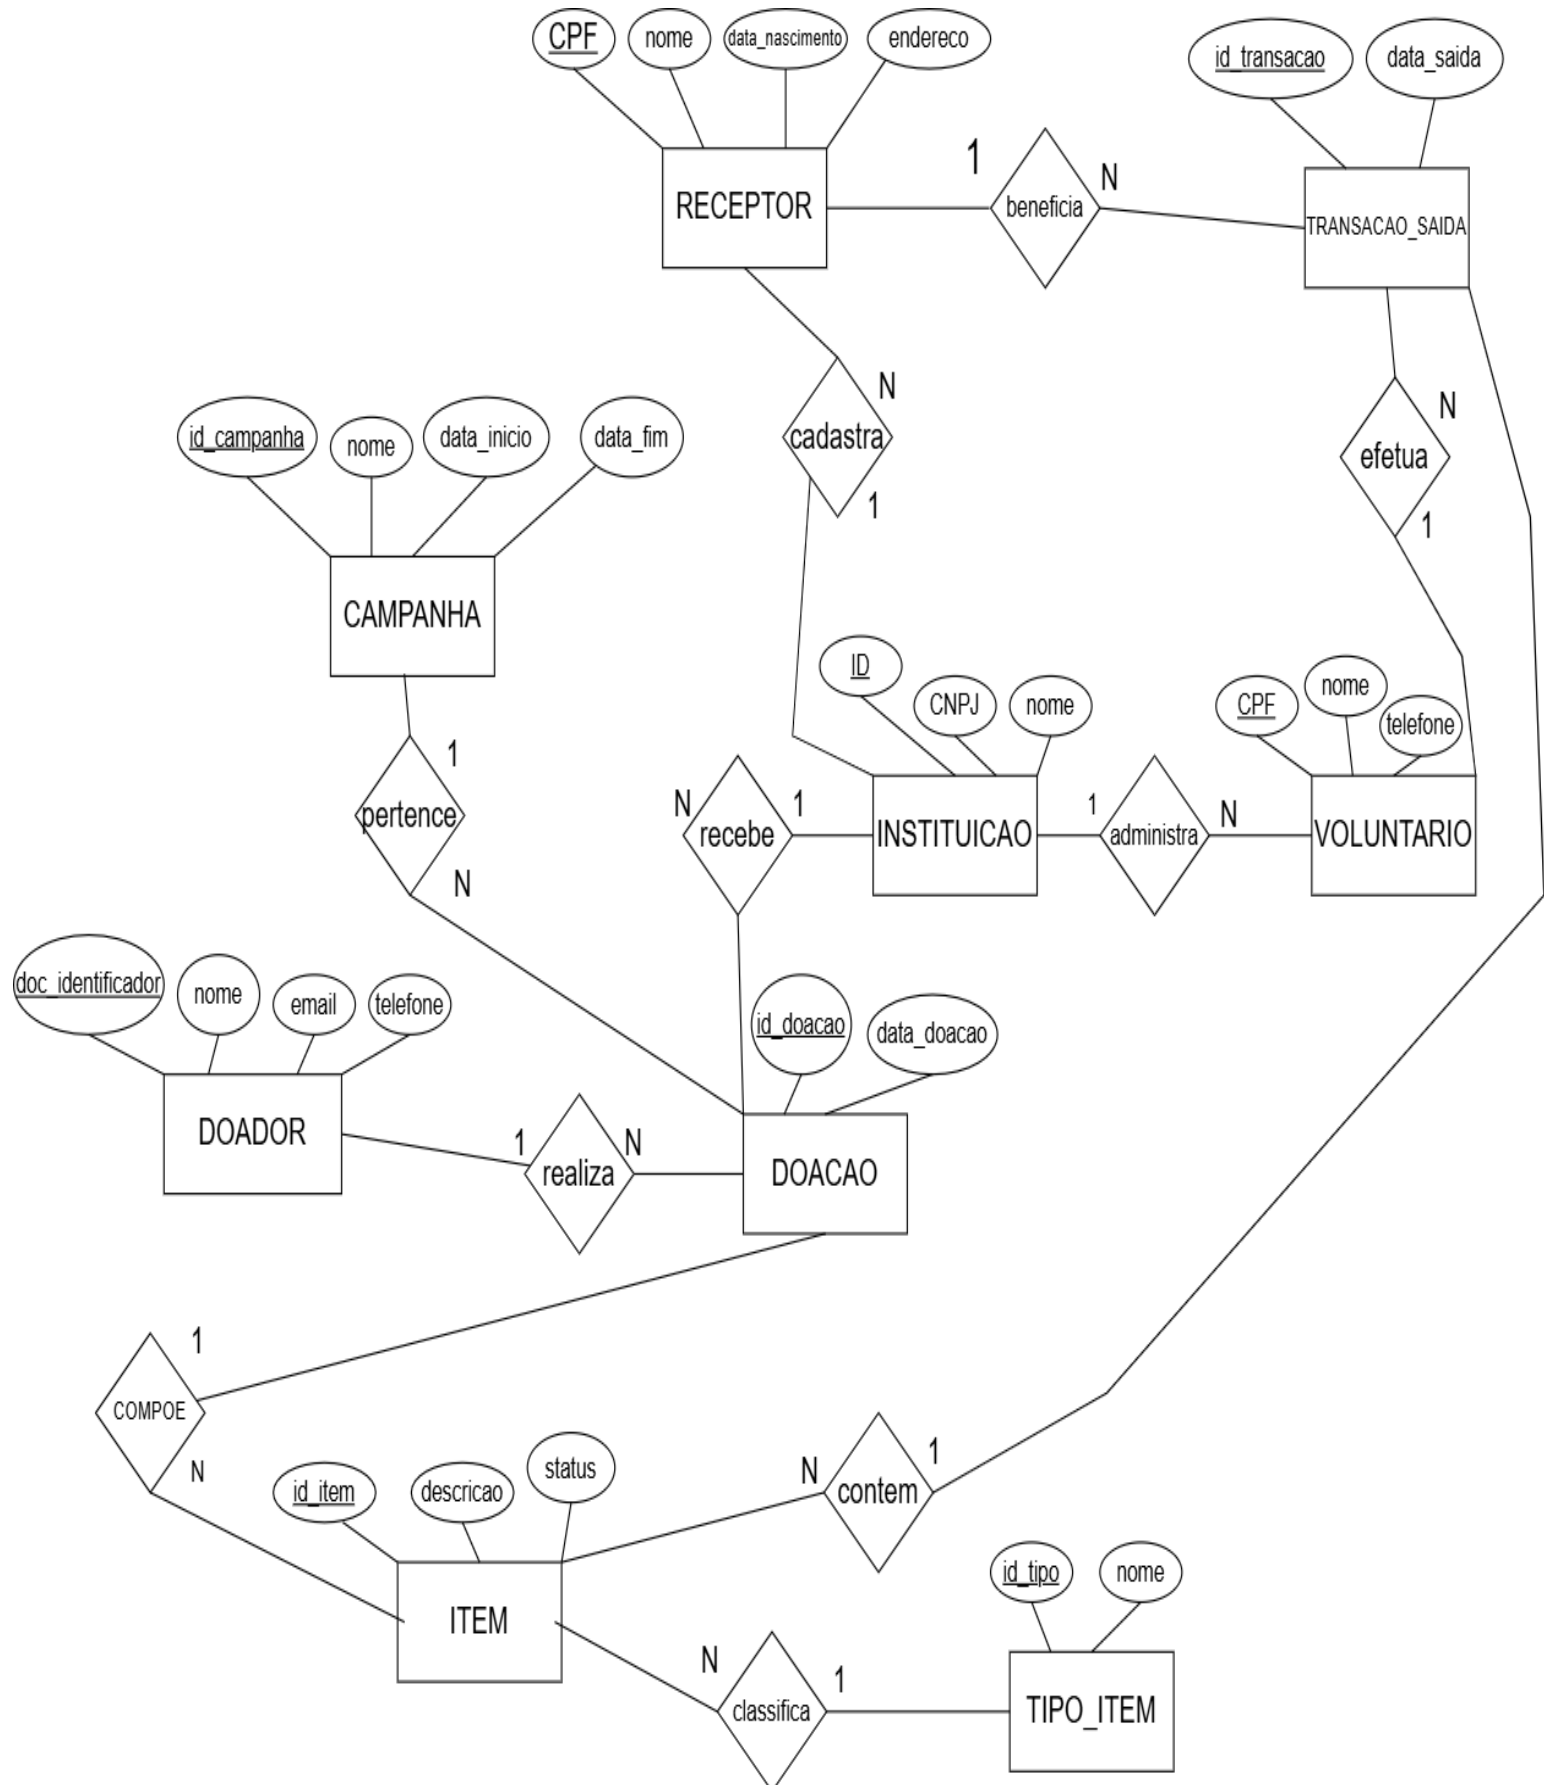 CPF
nome
data_nascimento
endereco
id_transacao
data_saida
1
N
RECEPTOR
beneficia
TRANSACAO_SAIDA
N
cadastra
1
N
efetua
1
id_campanha
nome
data_inicio
data_fim
CAMPANHA
ID
CNPJ
nome
CPF
nome
telefone
1
pertence
N
N
recebe
1
INSTITUICAO
1
administra
N
VOLUNTARIO
doc_identificador
nome
email
telefone
id_doacao
data_doacao
DOADOR
1
realiza
N
DOACAO
1
COMPOE
N
id_item
descricao
status
N
contem
1
ITEM
id_tipo
nome
N
classifica
1
TIPO_ITEM